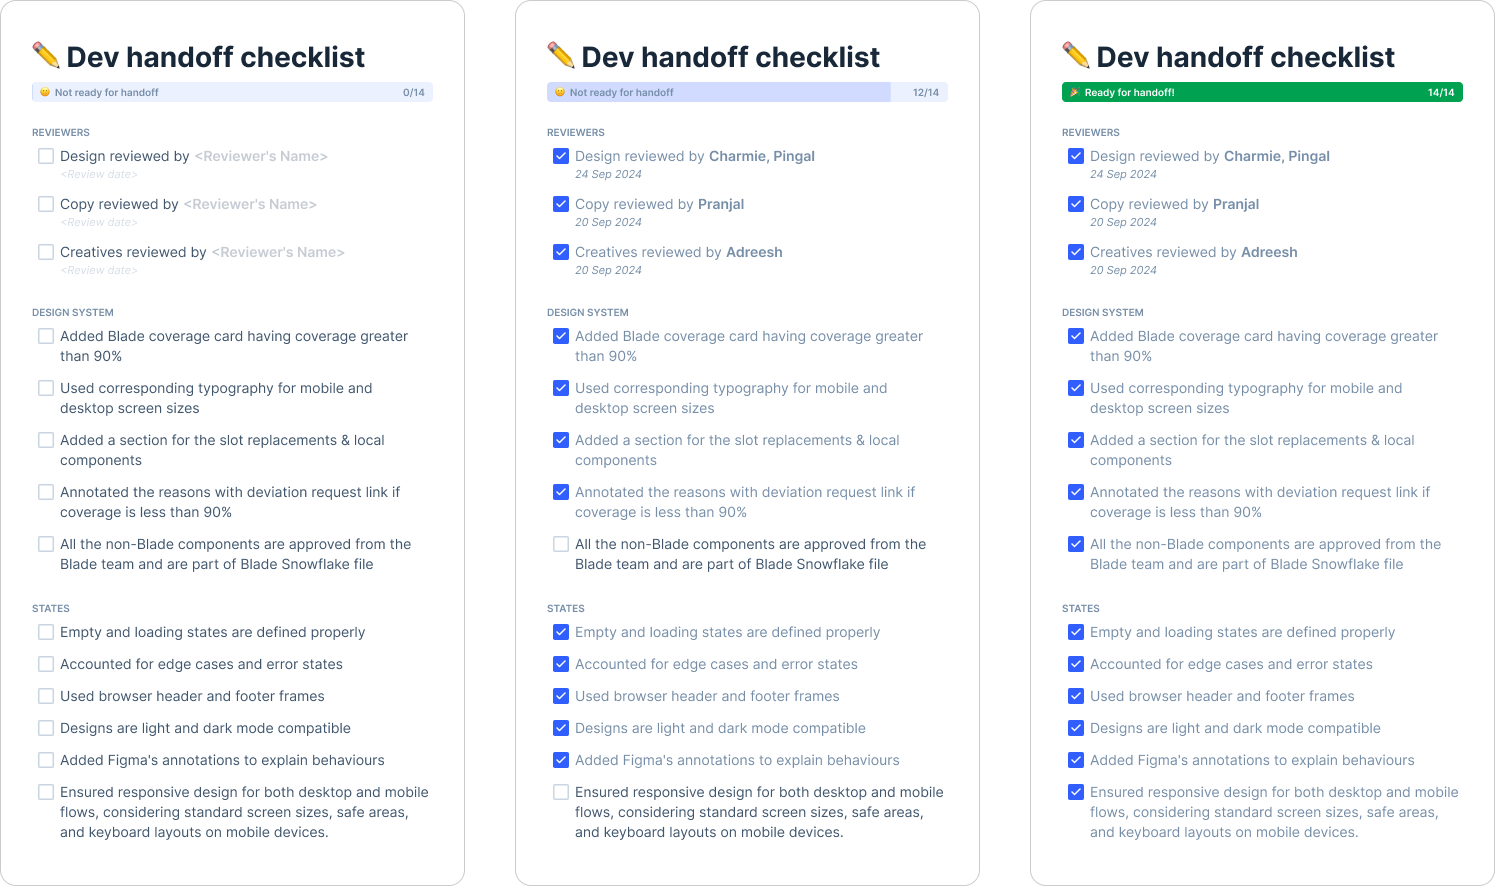 Dev handoff checklist
Not ready for handoff 0/14
REVIEWERS
Design reviewed by <Reviewer's Name>
<Review date>
Copy reviewed by <Reviewer's Name>
<Review date>
Creatives reviewed by <Reviewer's Name>
<Review date>
DESIGN SYSTEM
Added Blade coverage card having coverage greater
than 90%
Used corresponding typography for mobile and
desktop screen sizes
Added a section for the slot replacements & local
components
Annotated the reasons with deviation request link if
coverage is less than 90%
All the non-Blade components are approved from the
Blade team and are part of Blade Snowflake file
STATES
Empty and loading states are defined properly
Accounted for edge cases and error states
Used browser header and footer frames
Designs are light and dark mode compatible
Added Figma's annotations to explain behaviours
Ensured responsive design for both desktop and mobile
flows, considering standard screen sizes, safe areas,
and keyboard layouts on mobile devices.
Dev handoff checklist
Not ready for handoff 12/14
REVIEWERS
Design reviewed by Charmie, Pingal
24 Sep 2024
Copy reviewed by Pranjal
20 Sep 2024
Creatives reviewed by Adreesh
20 Sep 2024
DESIGN SYSTEM
Added Blade coverage card having coverage greater
than 90%
Used corresponding typography for mobile and
desktop screen sizes
Added a section for the slot replacements & local
components
Annotated the reasons with deviation request link if
coverage is less than 90%
All the non-Blade components are approved from the
Blade team and are part of Blade Snowflake file
STATES
Empty and loading states are defined properly
Accounted for edge cases and error states
Used browser header and footer frames
Designs are light and dark mode compatible
Added Figma's annotations to explain behaviours
Ensured responsive design for both desktop and mobile
flows, considering standard screen sizes, safe areas,
and keyboard layouts on mobile devices.
Dev handoff checklist
Ready for handoff! 14/14
REVIEWERS
Design reviewed by Charmie, Pingal
24 Sep 2024
Copy reviewed by Pranjal
20 Sep 2024
Creatives reviewed by Adreesh
20 Sep 2024
DESIGN SYSTEM
Added Blade coverage card having coverage greater
than 90%
Used corresponding typography for mobile and
desktop screen sizes
Added a section for the slot replacements & local
components
Annotated the reasons with deviation request link if
coverage is less than 90%
All the non-Blade components are approved from the
Blade team and are part of Blade Snowflake file
STATES
Empty and loading states are defined properly
Accounted for edge cases and error states
Used browser header and footer frames
Designs are light and dark mode compatible
Added Figma's annotations to explain behaviours
Ensured responsive design for both desktop and mobile
flows, considering standard screen sizes, safe areas,
and keyboard layouts on mobile devices.